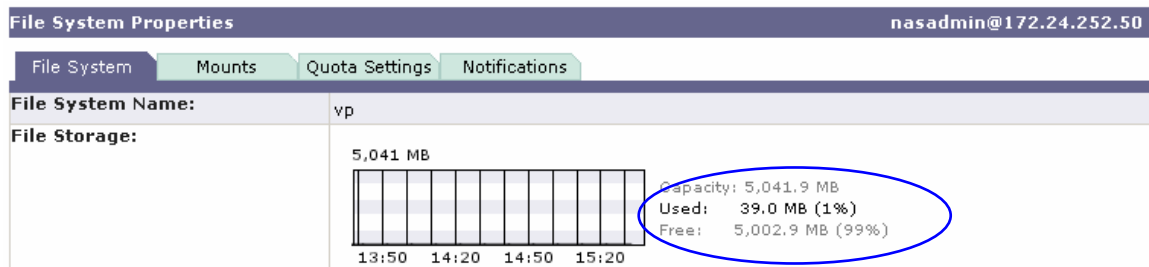 File System Properties nasadmin@172.24.252.50
File System Mounts Quota Settings Notifications
File System Name: vp
File Storage:
5,041 MB
Capacity: 5,041.9 MB
Used: 39.0 MB (1%)
Free: 5,002.9 MB (99%)
13:50 14:20 14:50 15:20